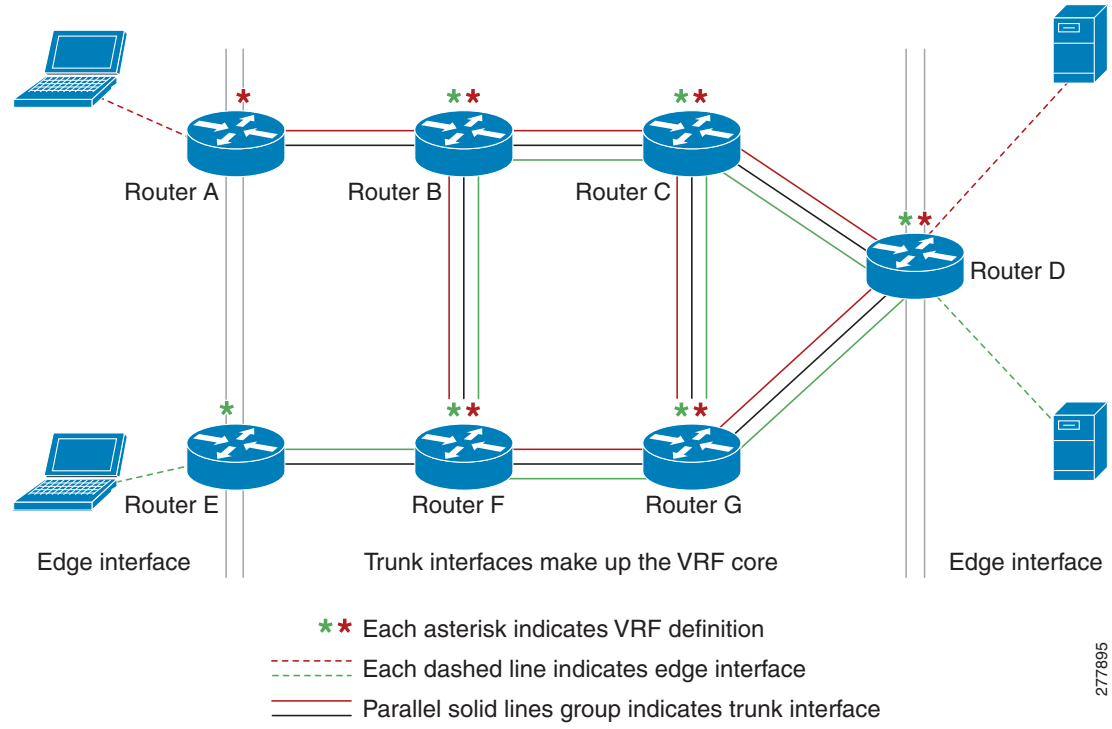 Router A
Router B
Router C
Router D
Router E
Router F
Router G
Edge interface
Trunk interfaces make up the VRF core
Edge interface
** Each asterisk indicates VRF definition
Each dashed line indicates edge interface
Parallel solid lines group indicates trunk interface
277895